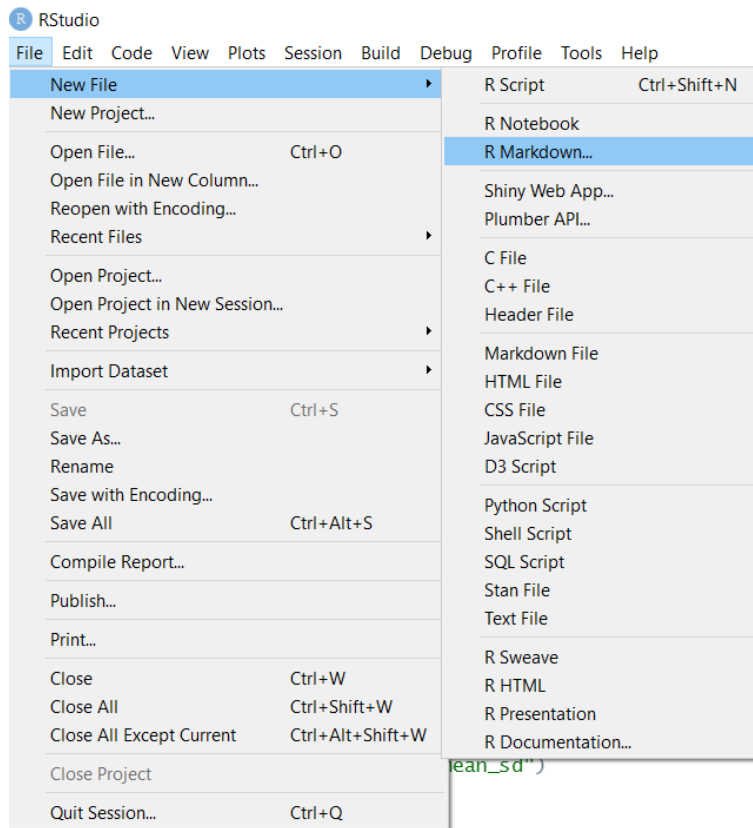 R RStudio
File Edit Code View Plots Session Build Debug Profile Tools Help
New File
New Project...
Open File... Ctrl+O
Open File in New Column...
Reopen with Encoding...
Recent Files
Open Project...
Open Project in New Session...
Recent Projects
Import Dataset
Save Ctrl+S
Save As...
Rename
Save with Encoding...
Save All Ctrl+Alt+S
Compile Report...
Publish...
Print...
Close Ctrl+W
Close All Ctrl+Shift+W
Close All Except Current Ctrl+Alt+Shift+W
Close Project
Quit Session... Ctrl+Q
R Script Ctrl+Shift+N
R Notebook
R Markdown...
Shiny Web App...
Plumber API...
C File
C++ File
Header File
Markdown File
HTML File
CSS File
JavaScript File
D3 Script
Python Script
Shell Script
SQL Script
Stan File
Text File
R Sweave
R HTML
R Presentation
R Documentation...
ean_sd")